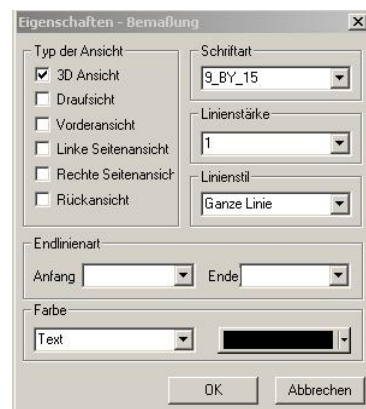 Eigenschaften - Bemaßung
Typ der Ansicht
3D Ansicht
Draufsicht
Vorderansicht
Linke Seitenansicht
Rechte Seitenansich
Rückansicht
Schriftart
9_BY_15
Linienstärke
1
Linienstil
Ganze Linie
Endlinienart
Anfang
Ende
Farbe
Text
OK
Abbrechen